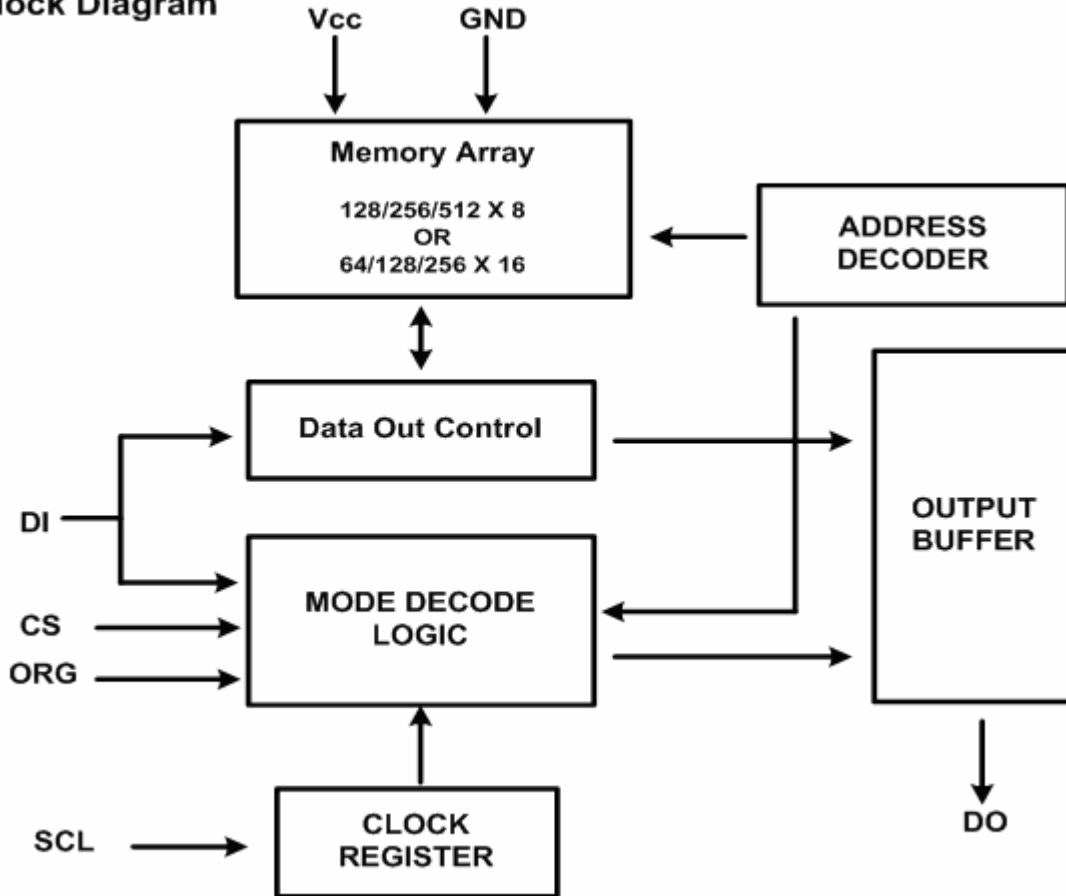 lock Diagram
Vcc
GND
Memory Array
128/256/512 X 8
OR
64/128/256 X 16
ADDRESS
DECODER
Data Out Control
DI
OUTPUT
BUFFER
MODE DECODE
LOGIC
CS
ORG
SCL
CLOCK
REGISTER
DO